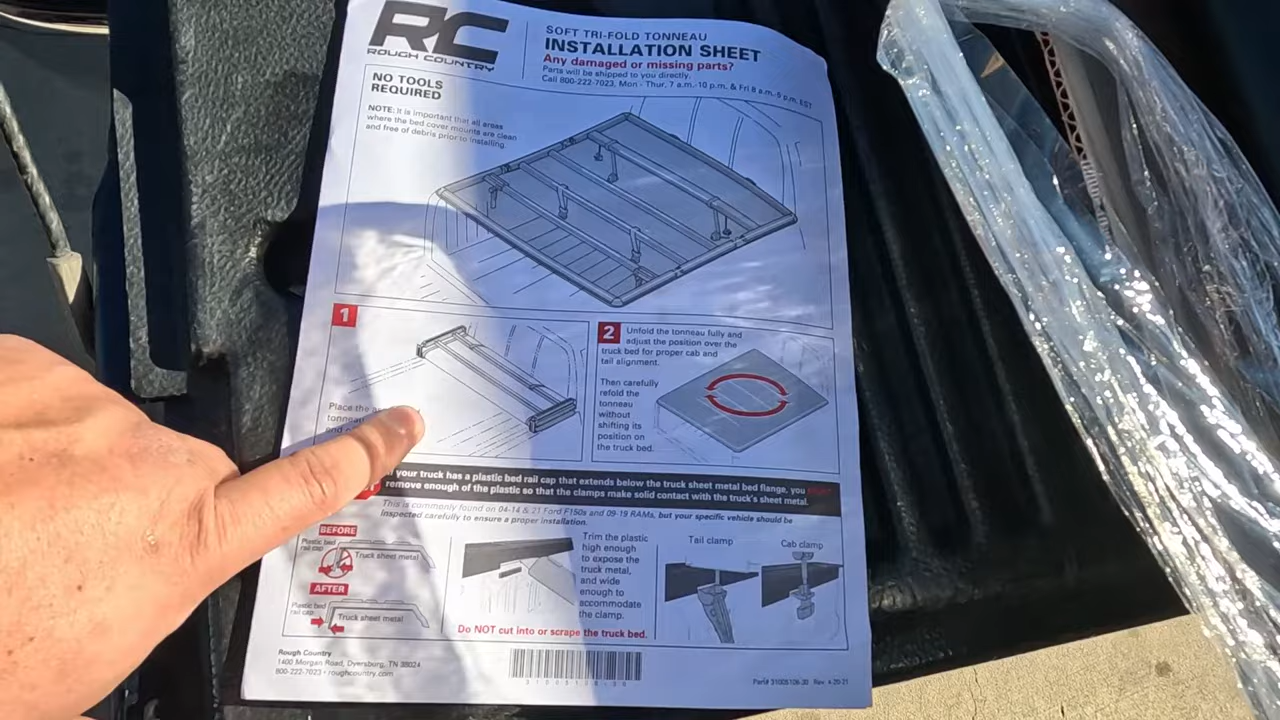 RC
ROUGH COUNTRY
SOFT TRI-FOLD TONNEAU
INSTALLATION SHEET
Any damaged or missing parts?
Parts will be shipped to you directly.
Call 800-222-7023, Mon - Thur, 7 a.m.-10 p.m. & Fri 8 a.m.-5 p.m. EST
NO TOOLS
REQUIRED
NOTE: It is important that all areas
where the bed cover mounts are clean
and free of debris prior to installing.
1
Place the
tonneau
and
2
Unfold the tonneau fully and
adjust the position over the
truck bed for proper cab and
tail alignment.
Then carefully
refold the
tonneau
without
shifting its
position on
the truck bed.
your truck has a plastic bed rail cap that extends below the truck sheet metal bed flange, you
remove enough of the plastic so that the clamps make solid contact with the truck's sheet metal.
This is commonly found on 04-14 & 21 Ford F150s and 09-19 RAMs, but your specific vehicle should be
inspected carefully to ensure a proper installation.
BEFORE
Plastic bed
rail cap
Truck sheet metal
AFTER
Plastic bed
rail cap
Truck sheet metal
Trim the plastic
high enough
to expose the
truck metal,
and wide
enough to
accommodate
the clamp.
Do NOT cut into or scrape the truck bed.
Tail clamp
Cab clamp
Rough Country
1400 Morgan Road, Dyersburg, TN 38024
800-222-7023 • roughcountry.com
Rev: 4-20-21